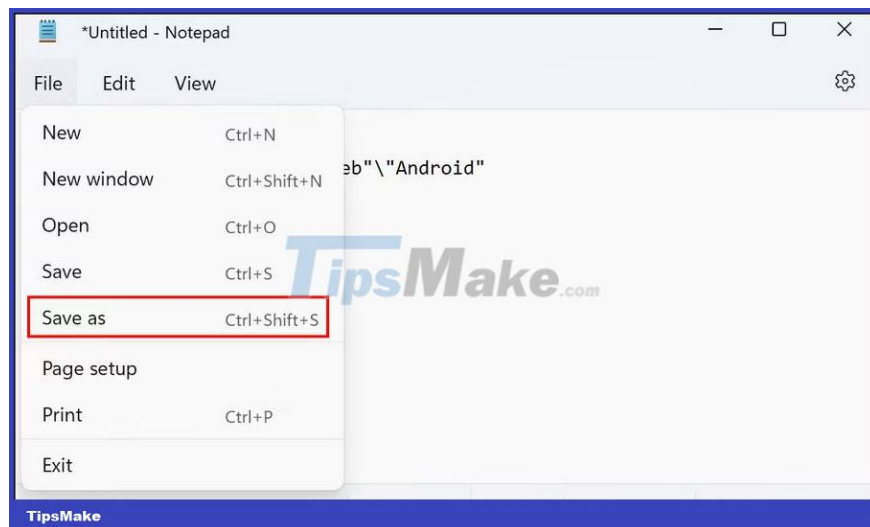 *Untitled - Notepad
File Edit View
New Ctrl+N
New window Ctrl+Shift+N
eb"\"Android"
Open Ctrl+O
Save Ctrl+S
TipsMake.com
Save as Ctrl+Shift+S
Page setup
Print Ctrl+P
Exit
TipsMake